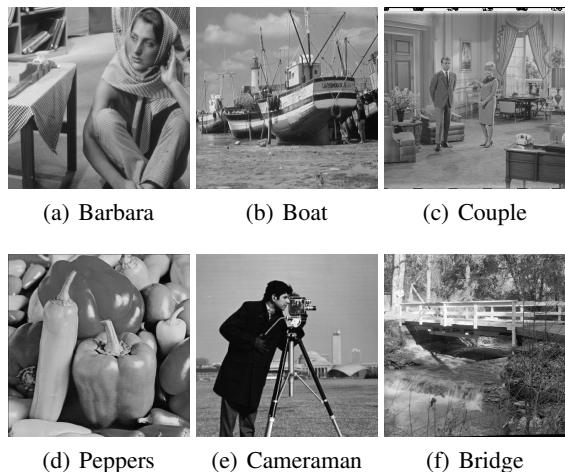 (a) Barbara
(b) Boat
(c) Couple
(d) Peppers
(e) Cameraman
(f) Bridge